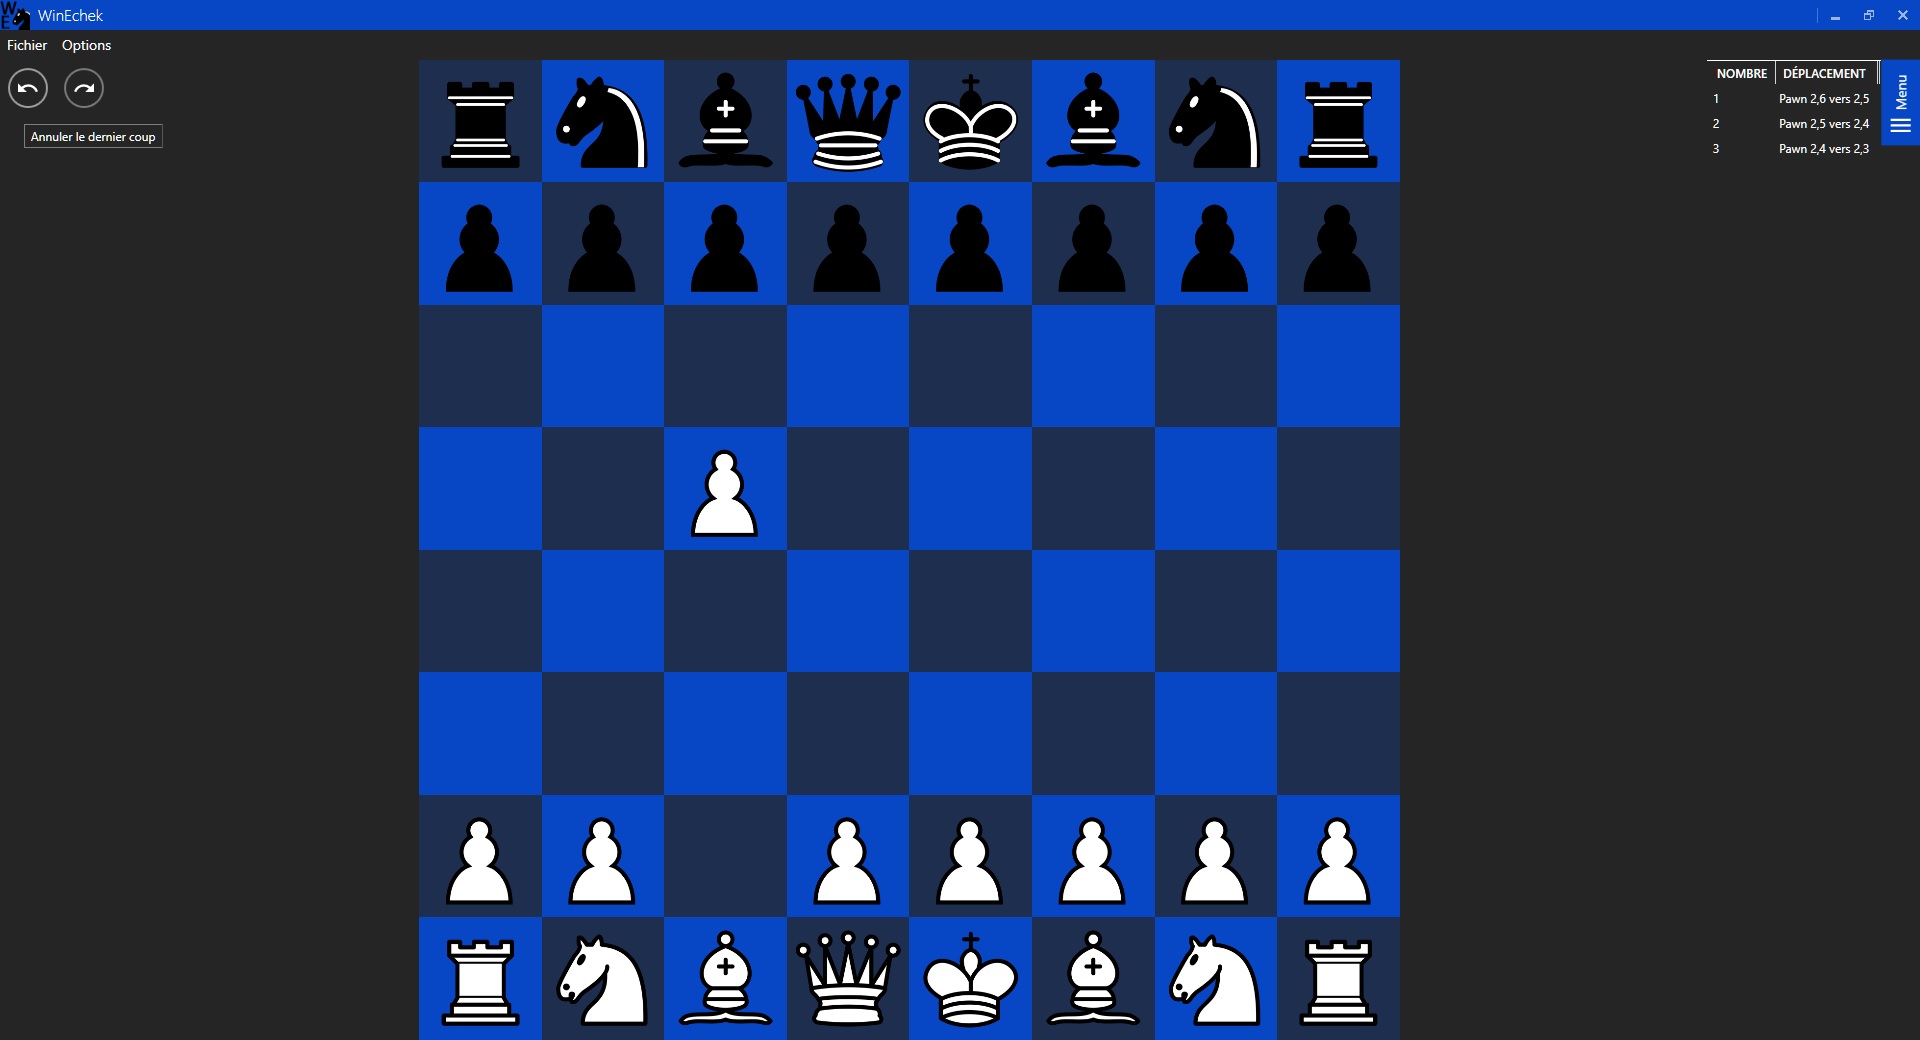 WE
WinEchek
Fichier Options
Annuler le dernier coup
NOMBRE DÉPLACEMENT
1 Pawn 2,6 vers 2,5
2 Pawn 2,5 vers 2,4
3 Pawn 2,4 vers 2,3
Menu